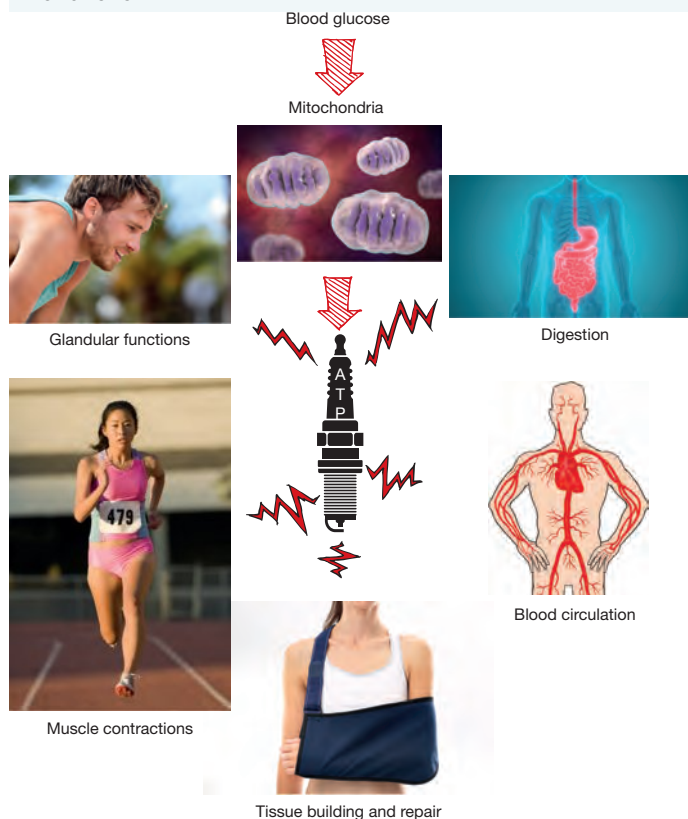 Blood glucose
Mitochondria
Glandular functions
Digestion
A
T
P
479
Blood circulation
Muscle contractions
Tissue building and repair